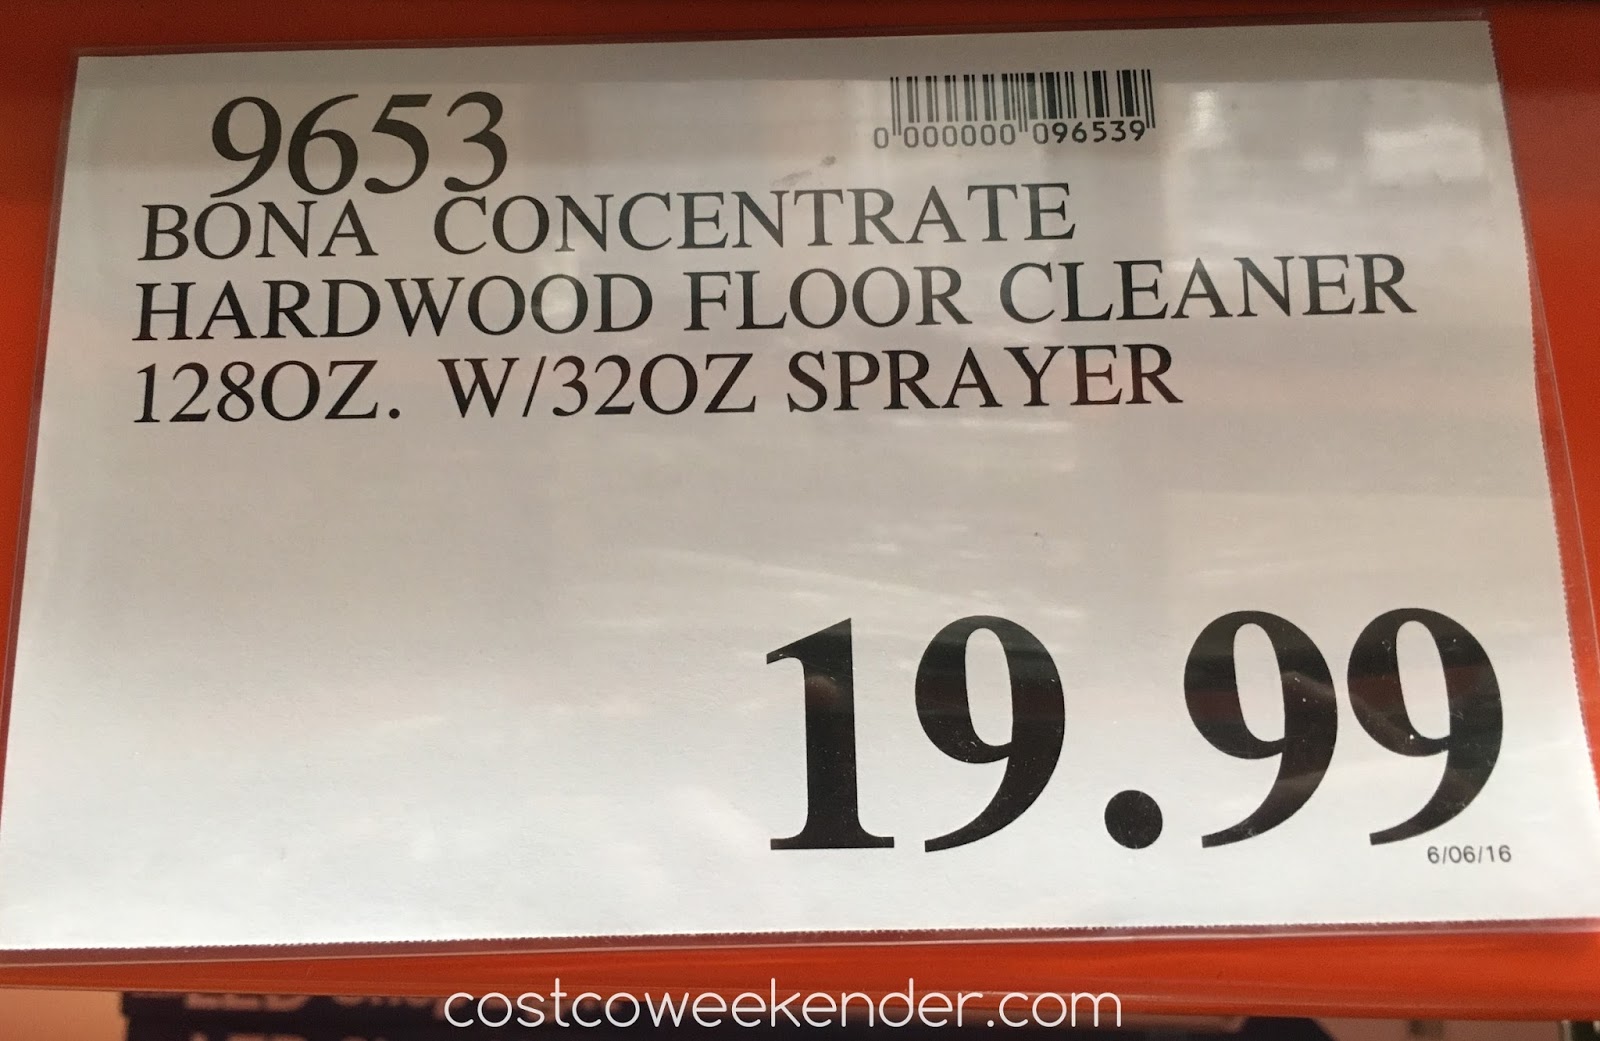 9653
0 000000 096539
BONA CONCENTRATE
HARDWOOD FLOOR CLEANER
128OZ. W/32OZ SPRAYER
19.99
6/06/16
costcoweekender.com